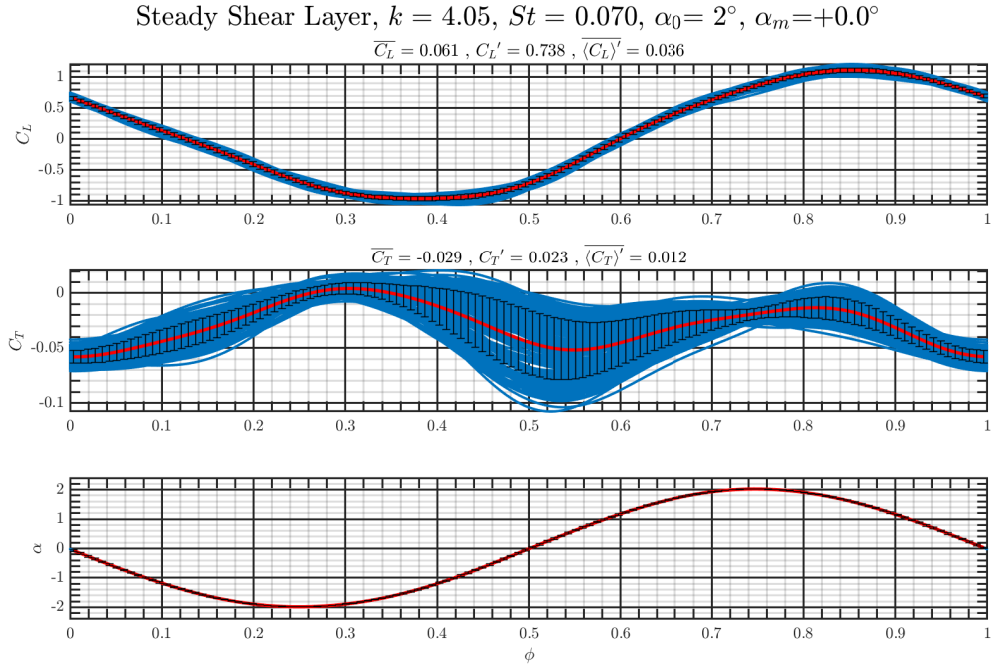 Steady Shear Layer, k = 4.05, St = 0.070, α₀= 2°, αₘ=+0.0°
C̅_L̅ = 0.061 , C_L′ = 0.738 , ⟨C_L⟩′ = 0.036
1
0.5
0
-0.5
-1
C_L
0 0.1 0.2 0.3 0.4 0.5 0.6 0.7 0.8 0.9 1
C̅_T̅ = -0.029 , C_T′ = 0.023 , ⟨C_T⟩′ = 0.012
0
-0.05
-0.1
C_T
0 0.1 0.2 0.3 0.4 0.5 0.6 0.7 0.8 0.9 1
2
1
0
-1
-2
α
0 0.1 0.2 0.3 0.4 0.5 0.6 0.7 0.8 0.9 1
ϕ